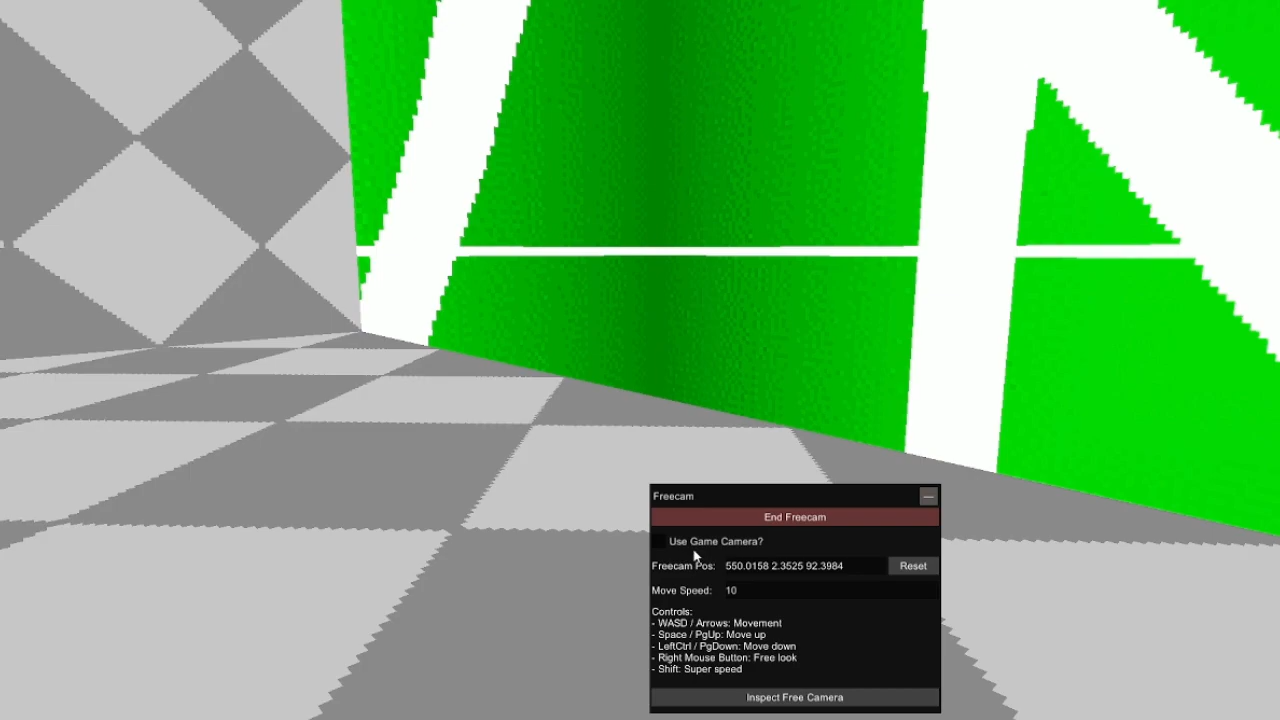 Freecam
End Freecam
Use Game Camera?
Freecam Pos: 550.0158 2.3525 92.3984 Reset
Move Speed: 10
Controls:
- WASD / Arrows: Movement
- Space / PgUp: Move up
- LeftCtrl / PgDown: Move down
- Right Mouse Button: Free look
- Shift: Super speed
Inspect Free Camera